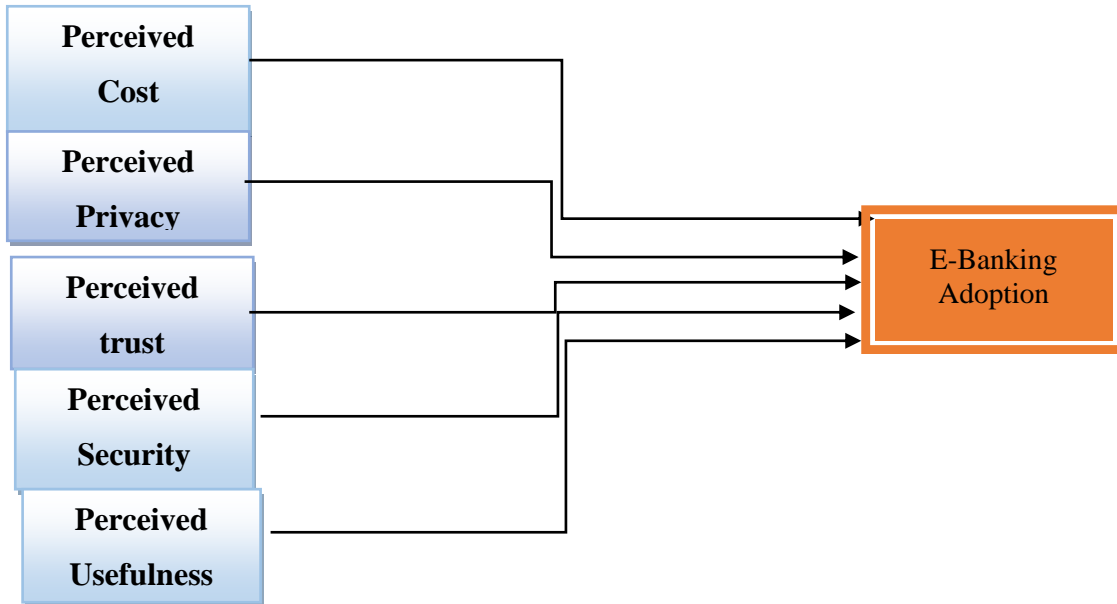 Perceived
Cost
Perceived
Privacy
Perceived
trust
Perceived
Security
Perceived
Usefulness
E-Banking
Adoption